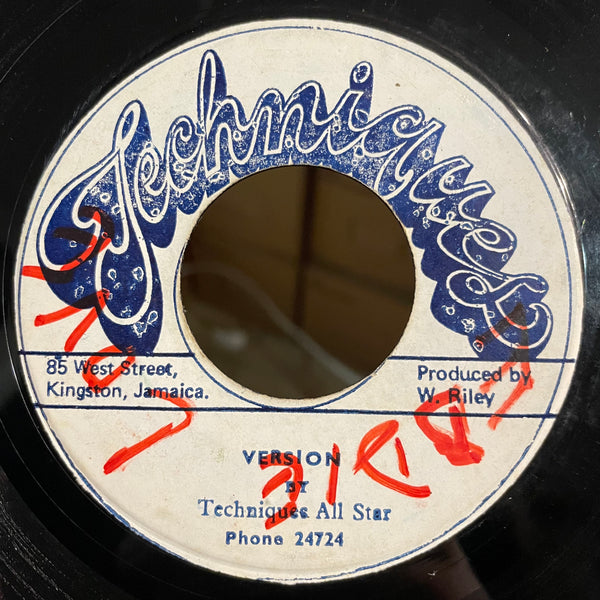 Techniques
85 West Street,
Kingston, Jamaica.
Produced by
W. Riley
VERSION
BY
Techniques All Star
Phone 24724